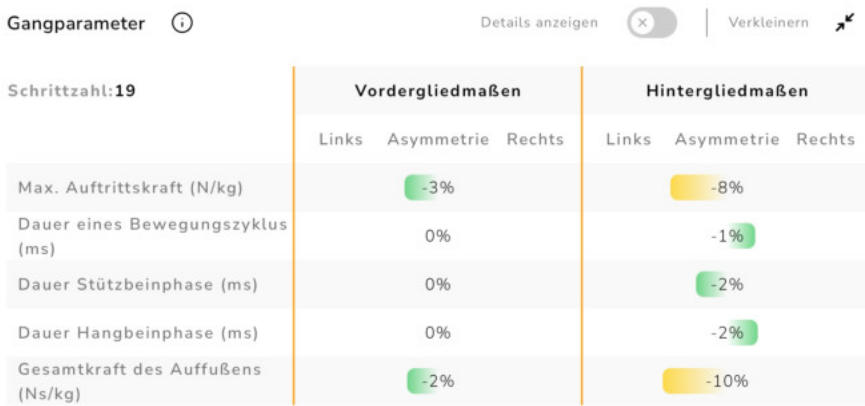 Gangparameter
Details anzeigen
Verkleinern
Schrittzahl:19
Vordergliedmaßen
Hintergliedmaßen
Links Asymmetrie Rechts Links Asymmetrie Rechts
Max. Auftrittskraft (N/kg) -3% -8%
Dauer eines Bewegungszyklus
(ms) 0% -1%
Dauer Stützbeinphase (ms) 0% -2%
Dauer Hangbeinphase (ms) 0% -2%
Gesamtkraft des Auffußens
(Ns/kg) -2% -10%